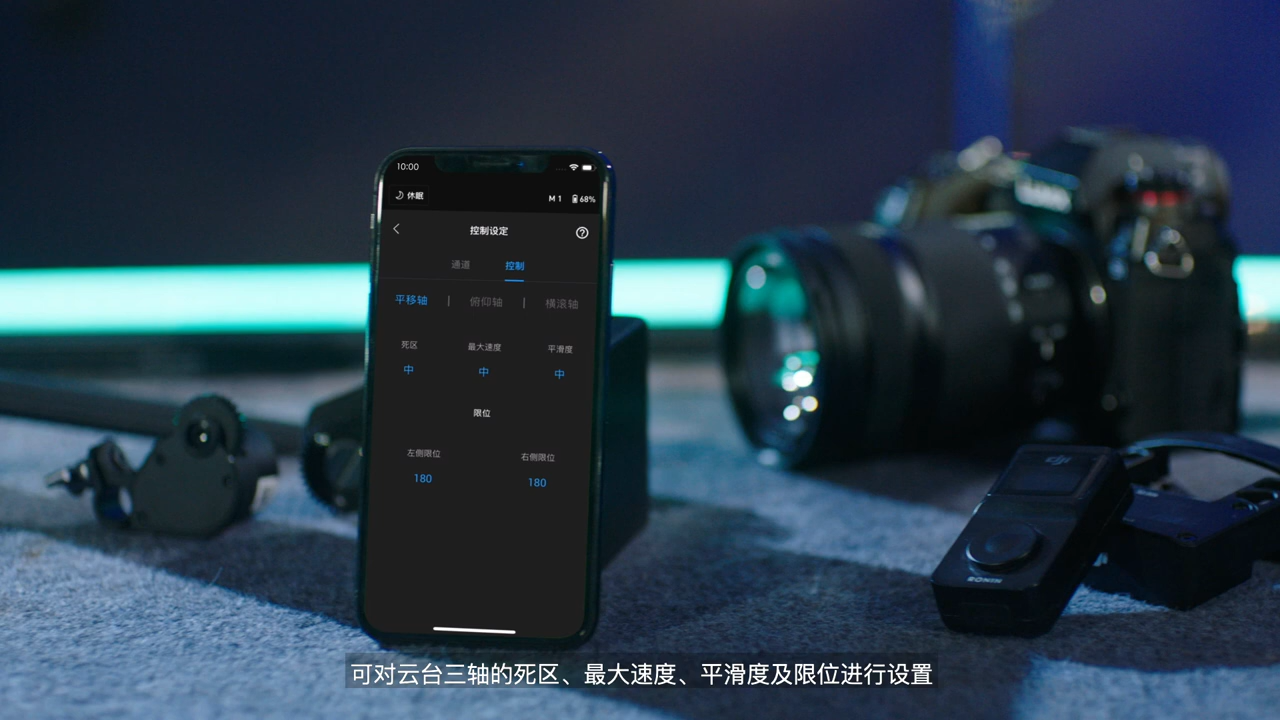 10:00
休眠
M 1 68%
控制设定
通道 控制
平移轴 | 俯仰轴 | 横滚轴
死区 最大速度 平滑度
中 中 中
限位
左侧限位 右侧限位
180 180
DJI
RONIN
可对云台三轴的死区、最大速度、平滑度及限位进行设置